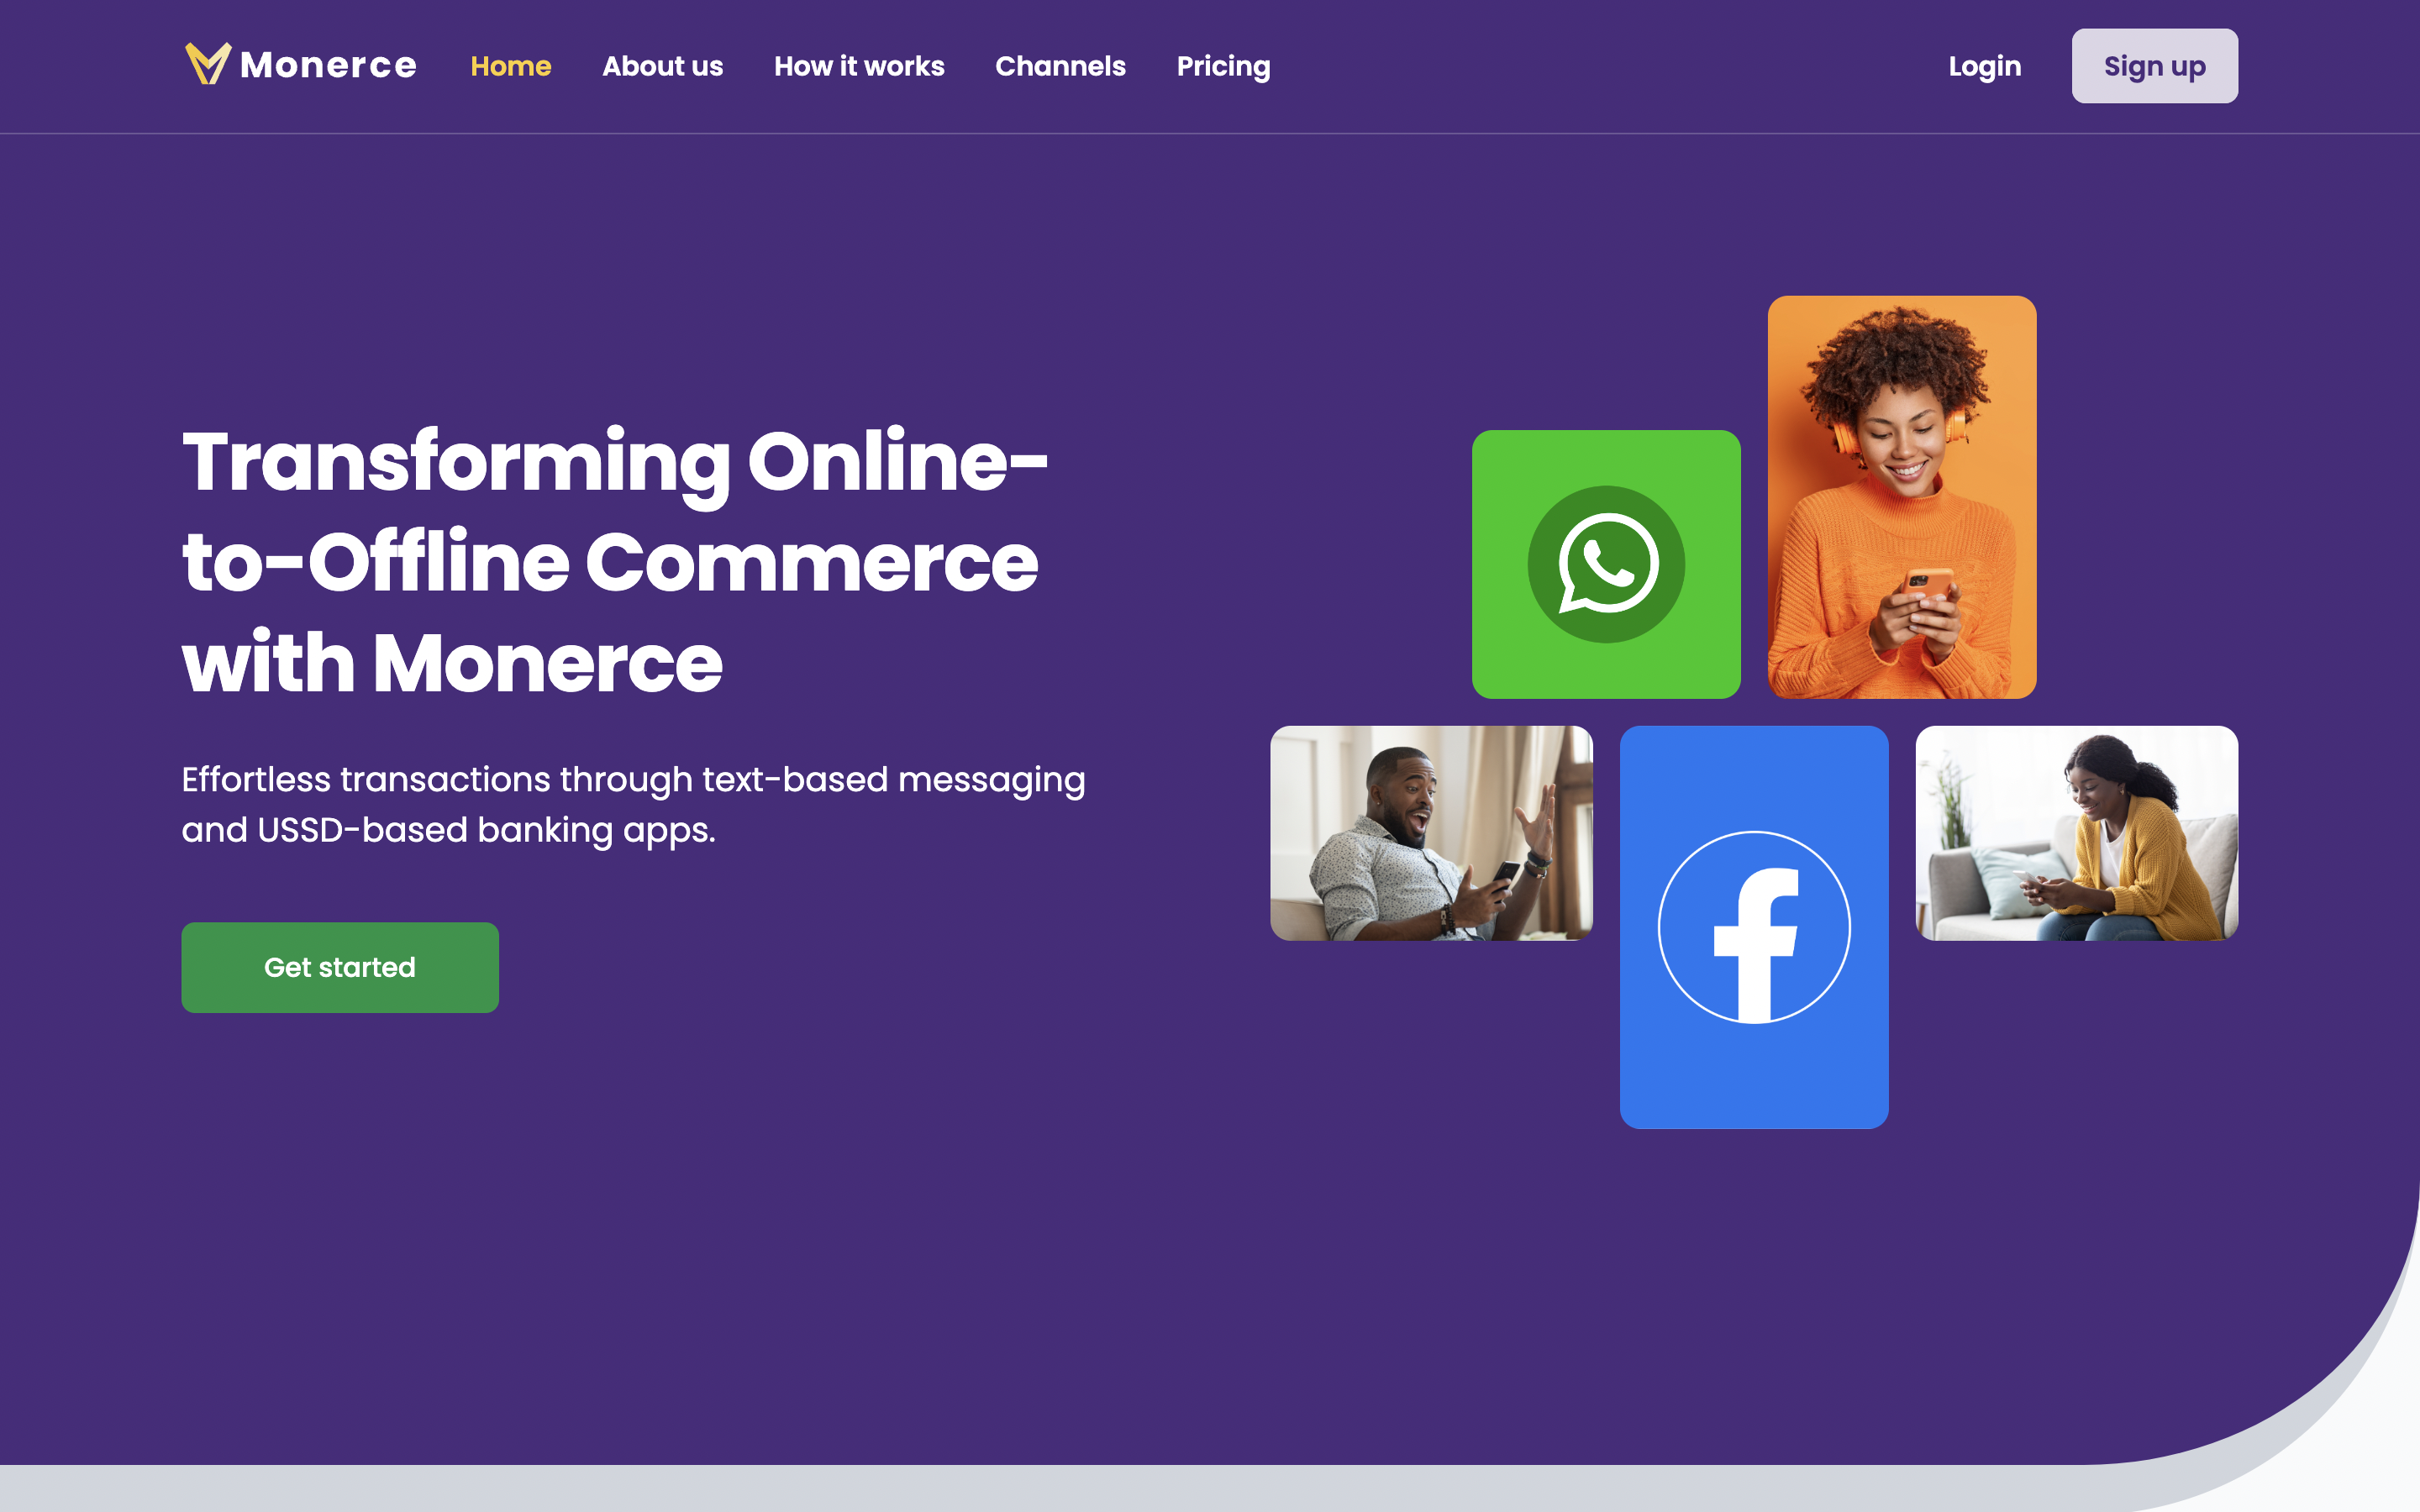 Monerce Home About us How it works Channels Pricing Login Sign up
Transforming Online-
to-Offline Commerce
with Monerce
Effortless transactions through text-based messaging
and USSD-based banking apps.
Get started